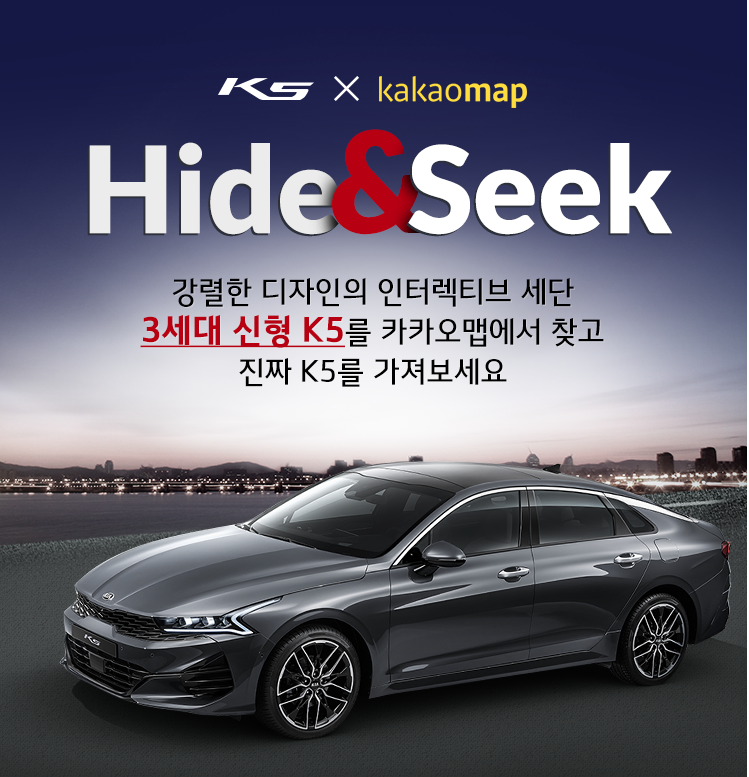 K5 × kakaomap
Hide&Seek
강렬한 디자인의 인터렉티브 세단
3세대 신형 K5를 카카오맵에서 찾고
진짜 K5를 가져보세요
K5